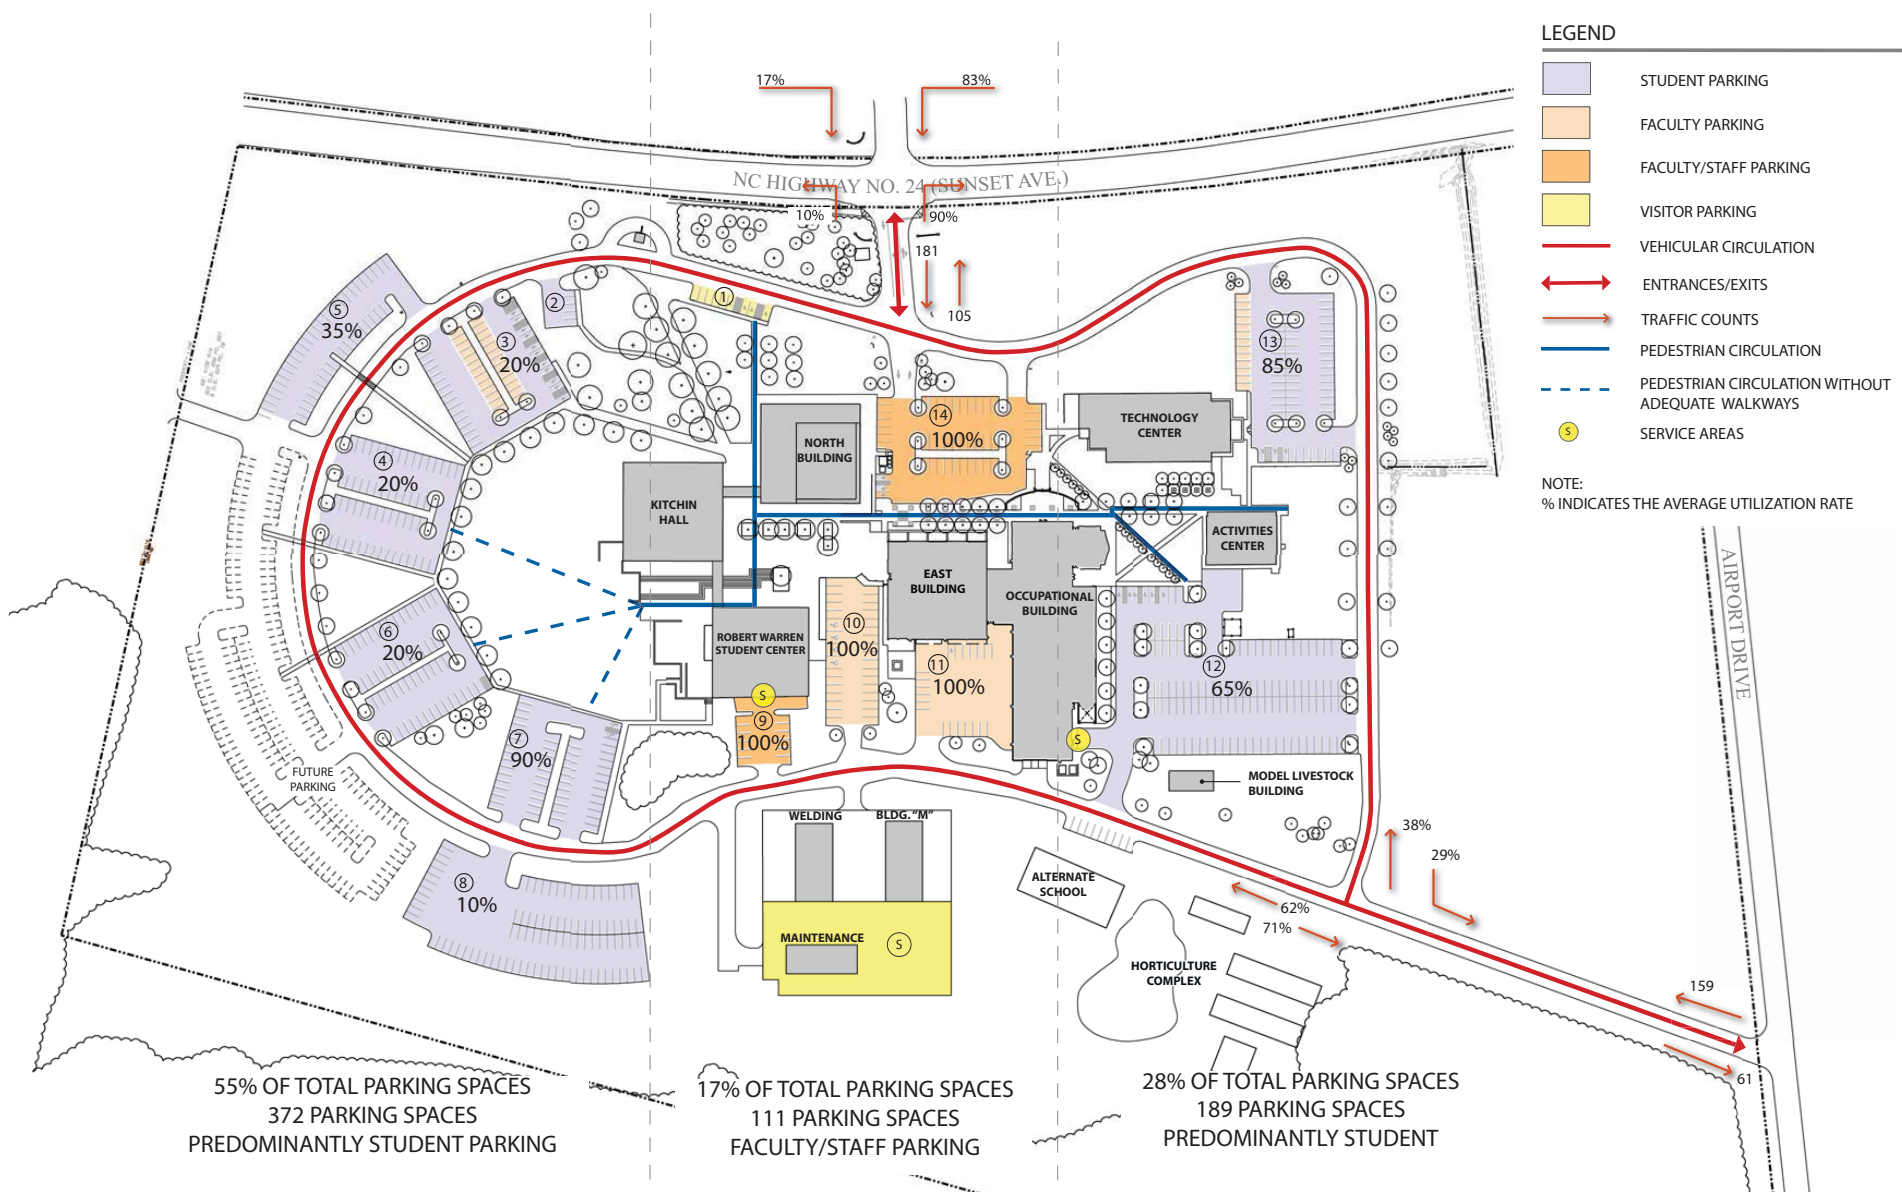 LEGEND
STUDENT PARKING
FACULTY PARKING
FACULTY/STAFF PARKING
VISITOR PARKING
VEHICULAR CIRCULATION
ENTRANCES/EXITS
TRAFFIC COUNTS
PEDESTRIAN CIRCULATION
PEDESTRIAN CIRCULATION WITHOUT
ADEQUATE WALKWAYS
S
SERVICE AREAS
NOTE:
% INDICATES THE AVERAGE UTILIZATION RATE
17%
83%
NC HIGHWAY NO. 24 (SUNSET AVE.)
10%
90%
181
105
1
2
3
20%
4
20%
5
35%
6
20%
7
90%
8
10%
9
100%
10
100%
11
100%
12
65%
13
85%
14
100%
NORTH
BUILDING
TECHNOLOGY
CENTER
KITCHIN
HALL
ACTIVITIES
CENTER
EAST
BUILDING
OCCUPATIONAL
BUILDING
ROBERT WARREN
STUDENT CENTER
S
S
FUTURE
PARKING
MODEL LIVESTOCK
BUILDING
WELDING
BLDG. "M"
MAINTENANCE
S
ALTERNATE
SCHOOL
HORTICULTURE
COMPLEX
38%
29%
62%
71%
159
61
AIRPORT DRIVE
55% OF TOTAL PARKING SPACES
372 PARKING SPACES
PREDOMINANTLY STUDENT PARKING
17% OF TOTAL PARKING SPACES
111 PARKING SPACES
FACULTY/STAFF PARKING
28% OF TOTAL PARKING SPACES
189 PARKING SPACES
PREDOMINANTLY STUDENT